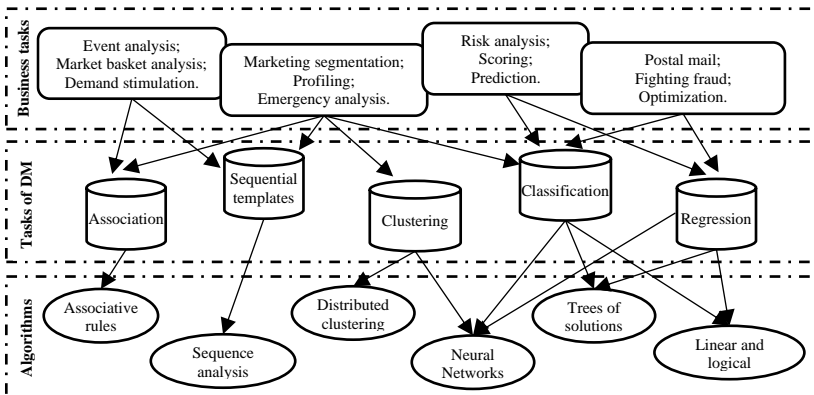 Business tasks
Event analysis;
Market basket analysis;
Demand stimulation.
Marketing segmentation;
Profiling;
Emergency analysis.
Risk analysis;
Scoring;
Prediction.
Postal mail;
Fighting fraud;
Optimization.
Tasks of DM
Association
Sequential
templates
Clustering
Classification
Regression
Algorithms
Associative
rules
Sequence
analysis
Distributed
clustering
Neural
Networks
Trees of
solutions
Linear and
logical